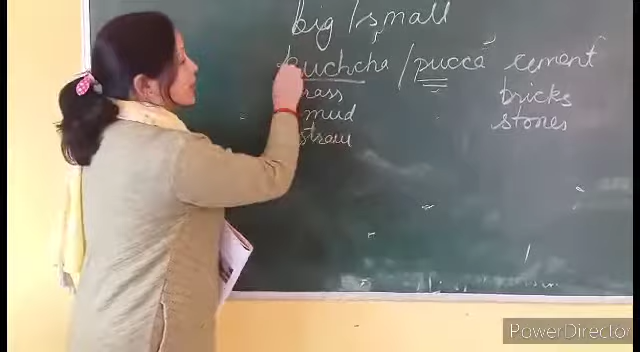 big / small
kuchcha / pucca cement
grass bricks
mud stones
straw
PowerDirector